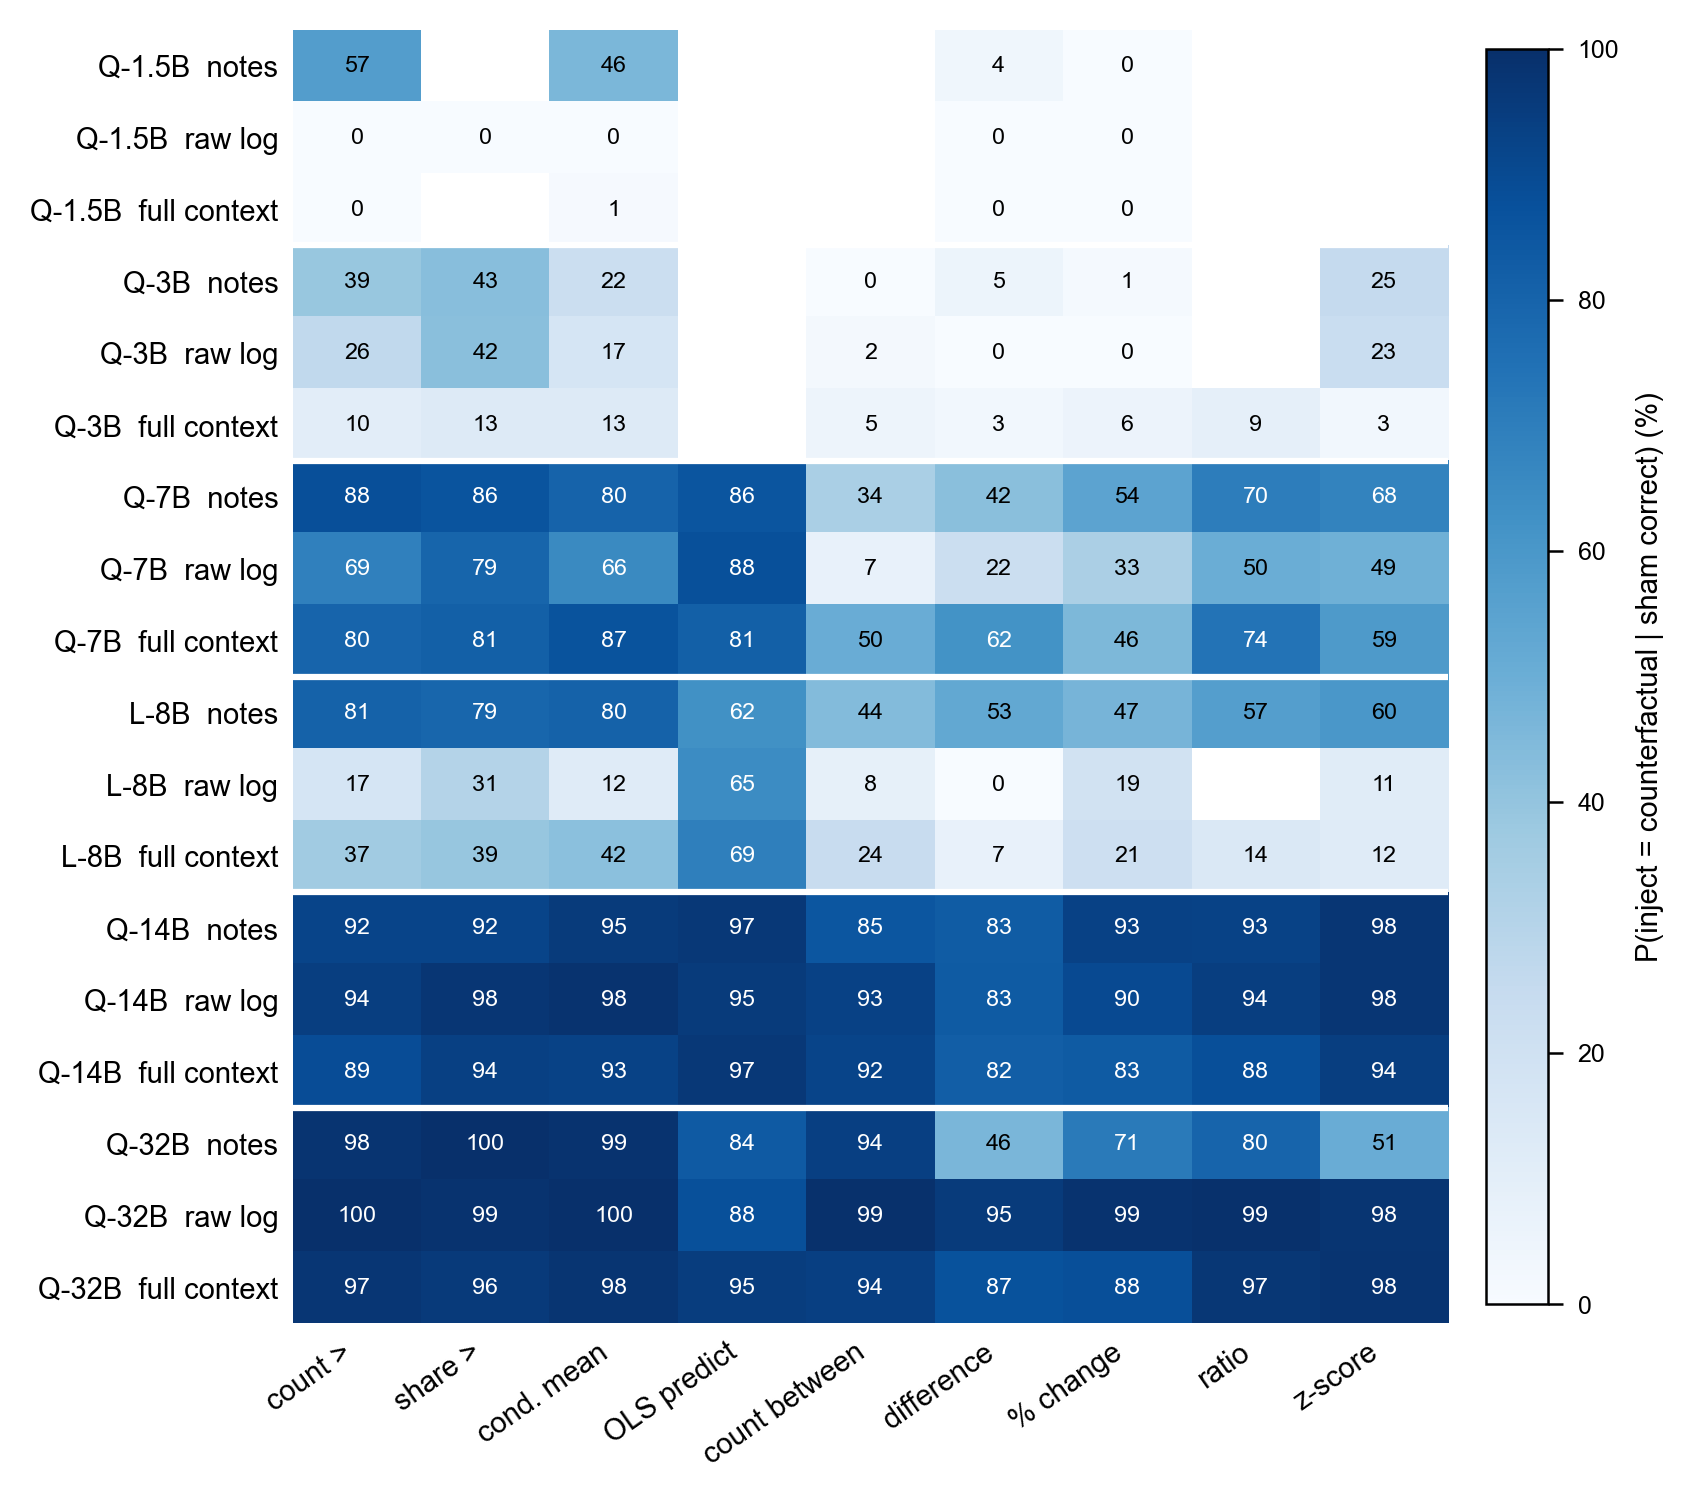 Q-1.5B notes 57 46 4 0
Q-1.5B raw log 0 0 0 0 0
Q-1.5B full context 0 1 0 0
Q-3B notes 39 43 22 0 5 1 25
Q-3B raw log 26 42 17 2 0 0 23
Q-3B full context 10 13 13 5 3 6 9 3
Q-7B notes 88 86 80 86 34 42 54 70 68
Q-7B raw log 69 79 66 88 7 22 33 50 49
Q-7B full context 80 81 87 81 50 62 46 74 59
L-8B notes 81 79 80 62 44 53 47 57 60
L-8B raw log 17 31 12 65 8 0 19 11
L-8B full context 37 39 42 69 24 7 21 14 12
Q-14B notes 92 92 95 97 85 83 93 93 98
Q-14B raw log 94 98 98 95 93 83 90 94 98
Q-14B full context 89 94 93 97 92 82 83 88 94
Q-32B notes 98 100 99 84 94 46 71 80 51
Q-32B raw log 100 99 100 88 99 95 99 99 98
Q-32B full context 97 96 98 95 94 87 88 97 98
count >
share >
cond. mean
OLS predict
count between
difference
% change
ratio
z-score
100
80
60
40
20
0
P(inject = counterfactual | sham correct) (%)